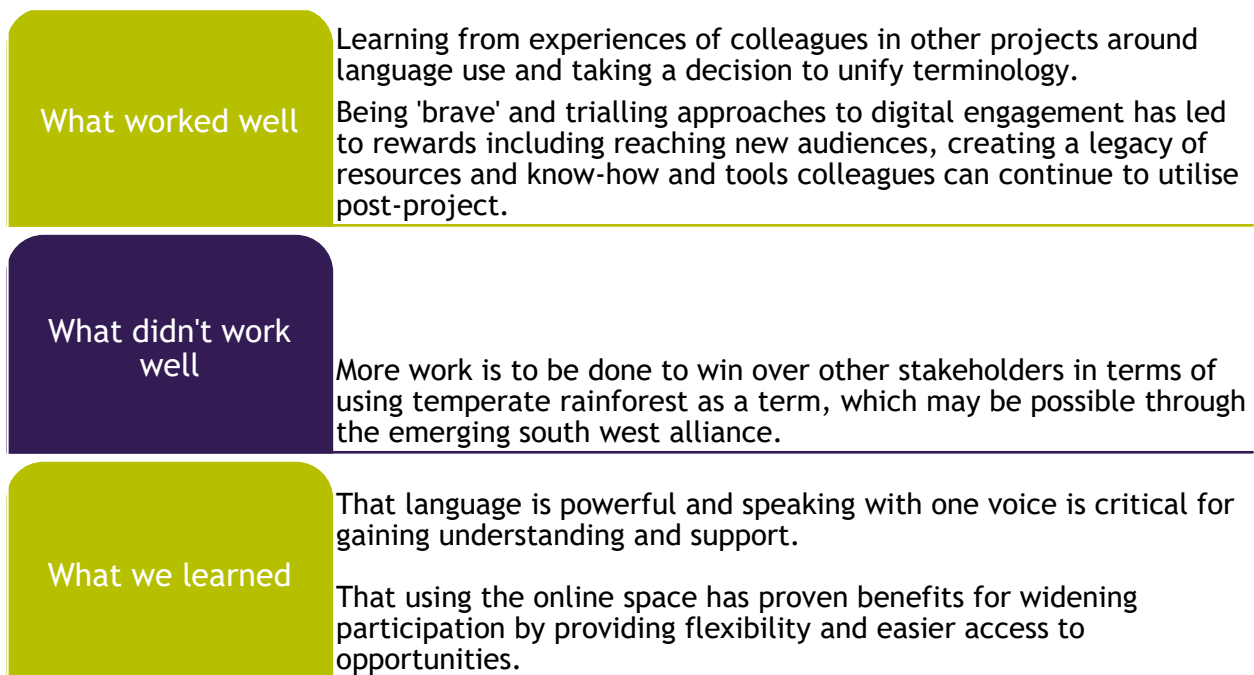 What worked well
Learning from experiences of colleagues in other projects around
language use and taking a decision to unify terminology.
Being 'brave' and trialling approaches to digital engagement has led
to rewards including reaching new audiences, creating a legacy of
resources and know-how and tools colleagues can continue to utilise
post-project.
What didn't work
well
More work is to be done to win over other stakeholders in terms of
using temperate rainforest as a term, which may be possible through
the emerging south west alliance.
What we learned
That language is powerful and speaking with one voice is critical for
gaining understanding and support.
That using the online space has proven benefits for widening
participation by providing flexibility and easier access to
opportunities.